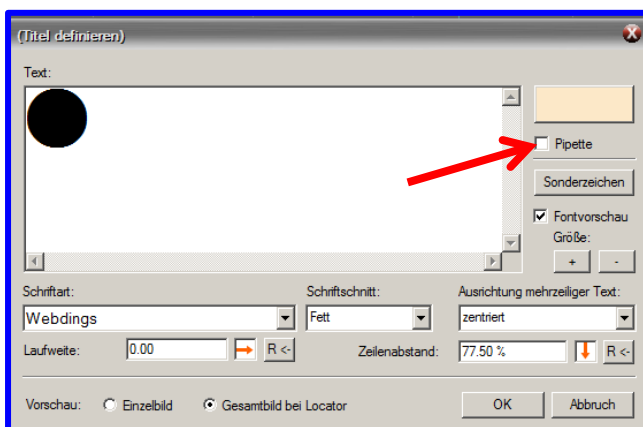 (Titel definieren)
Text:
Pipette
Sonderzeichen
Fontvorschau
Größe:
+ -
Schriftart: Schriftschnitt: Ausrichtung mehrzeiliger Text:
Webdings Fett zentriert
Laufweite: 0.00 R <- Zeilenabstand: 77.50 % R <-
Vorschau: Einzelbild Gesamtbild bei Locator OK Abbruch